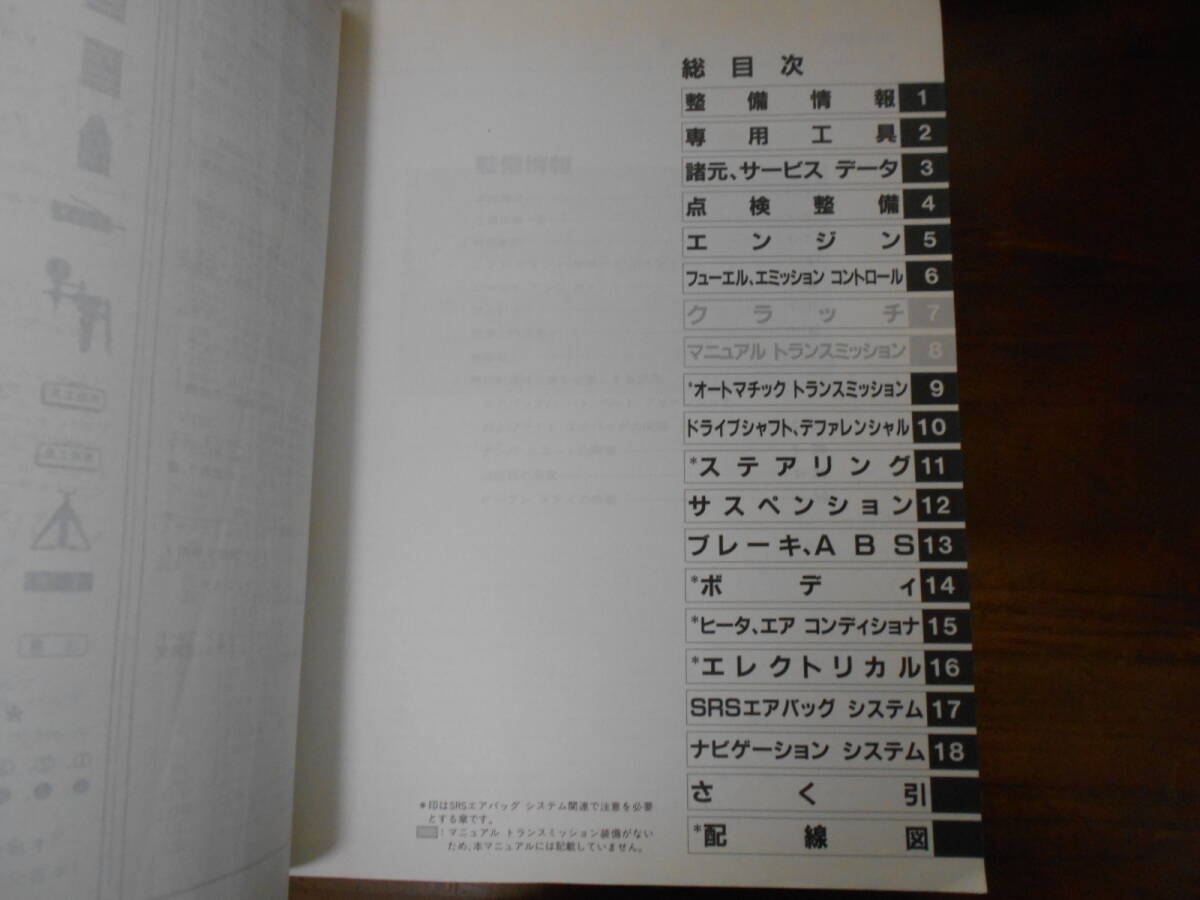 総目次
整備情報 1
専用工具 2
諸元、サービス データ 3
点検整備 4
エンジン 5
フューエル、エミッション コントロール 6
クラッチ 7
マニュアル トランスミッション 8
*オートマチック トランスミッション 9
ドライブシャフト、デファレンシャル 10
*ステアリング 11
サスペンション 12
ブレーキ、ABS 13
*ボディ 14
*ヒータ、エア コンディショナ 15
*エレクトリカル 16
SRSエアバッグ システム 17
ナビゲーション システム 18
さく引
*配線図
*印はSRSエアバッグ システム関連で注意を必要
とする章です。
:マニュアル トランスミッション装備がない
ため、本マニュアルには記載していません。